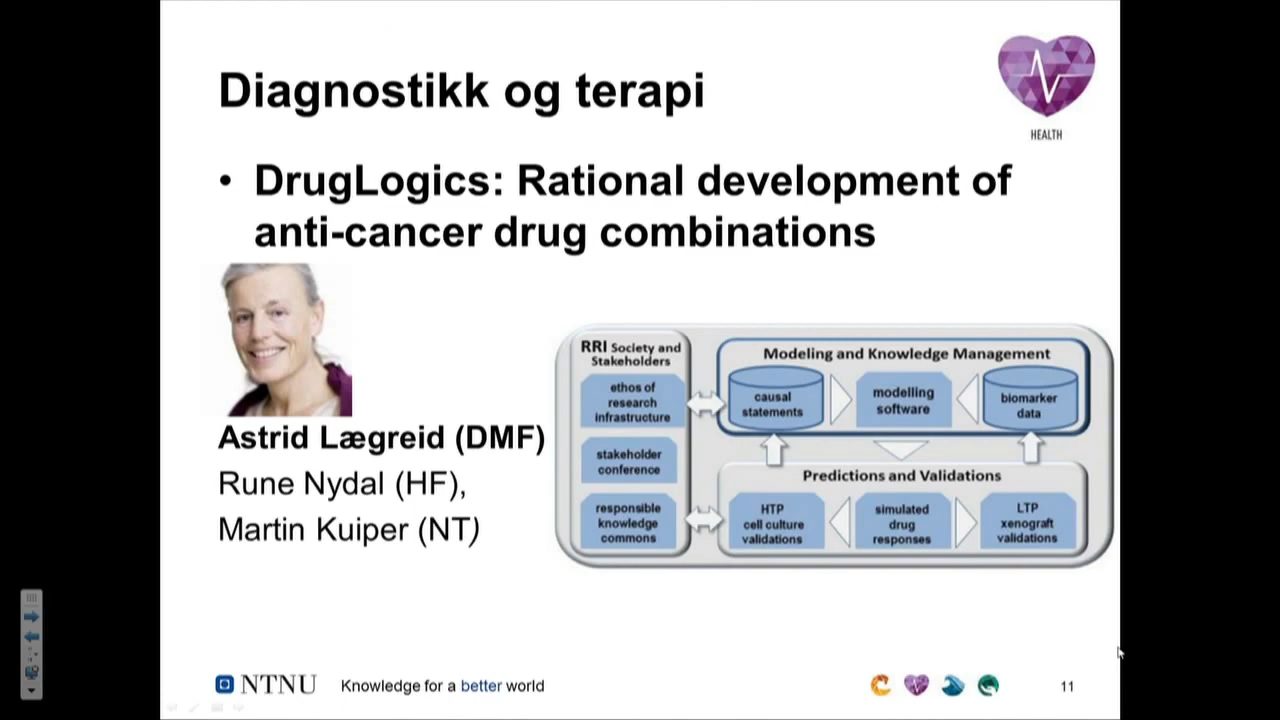 Diagnostikk og terapi
HEALTH
• DrugLogics: Rational development of
anti-cancer drug combinations
Astrid Lægreid (DMF)
Rune Nydal (HF),
Martin Kuiper (NT)
RRI Society and
Stakeholders
ethos of
research
infrastructure
stakeholder
conference
responsible
knowledge
commons
Modeling and Knowledge Management
causal
statements
modelling
software
biomarker
data
Predictions and Validations
HTP
cell culture
validations
simulated
drug
responses
LTP
xenograft
validations
NTNU
Knowledge for a better world
11